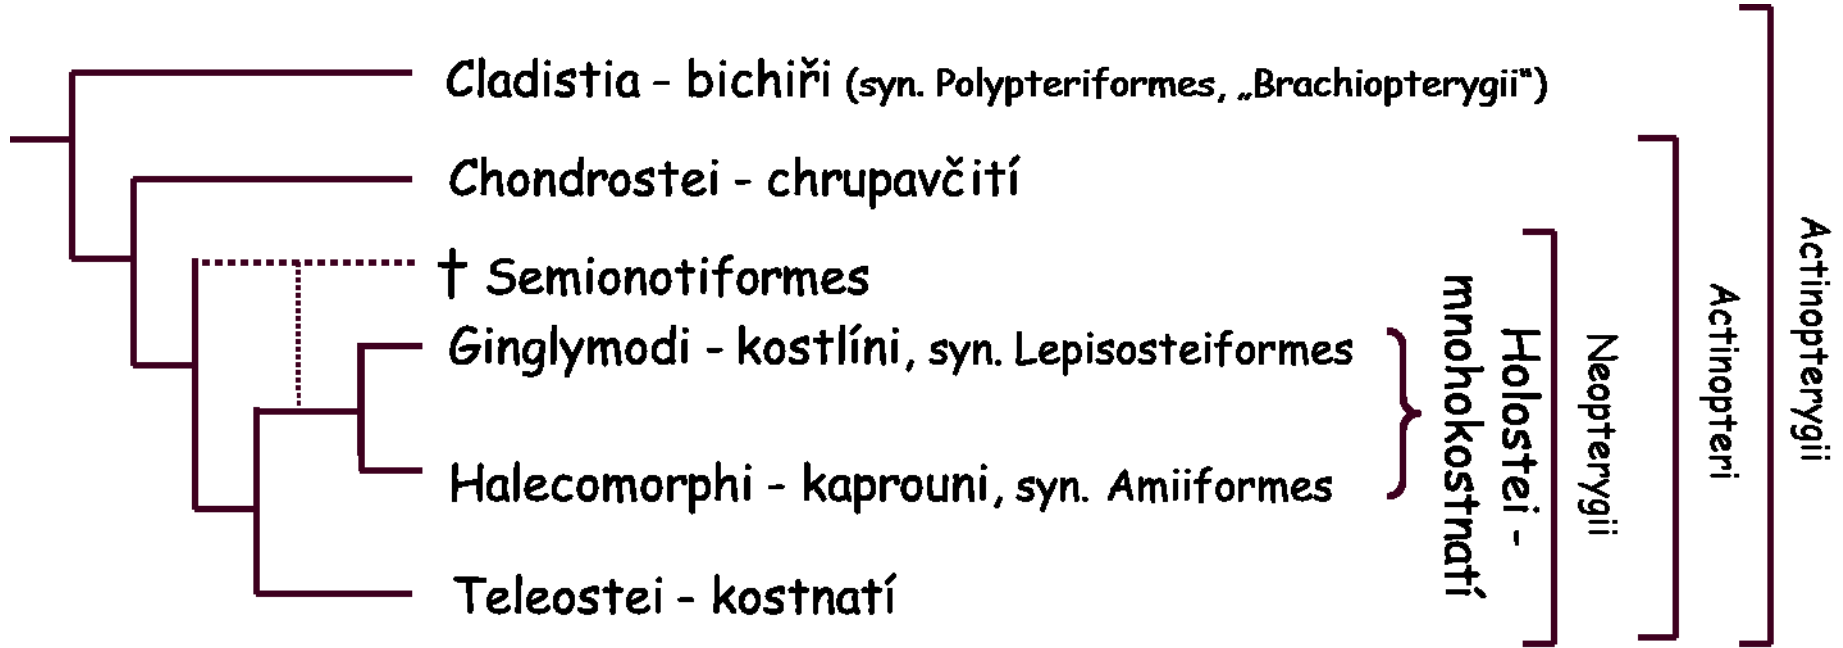 Cladistia - bichiři (syn. Polypteriformes, „Brachiopterygii“)
Chondrostei - chrupavčití
† Semionotiformes
Ginglymodi - kostlíni, syn. Lepisosteiformes
Halecomorphi - kaprouni, syn. Amiiformes
Teleostei - kostnatí
Holostei -
mnohokostnatí
Neopterygii
Actinopteri
Actinopterygii